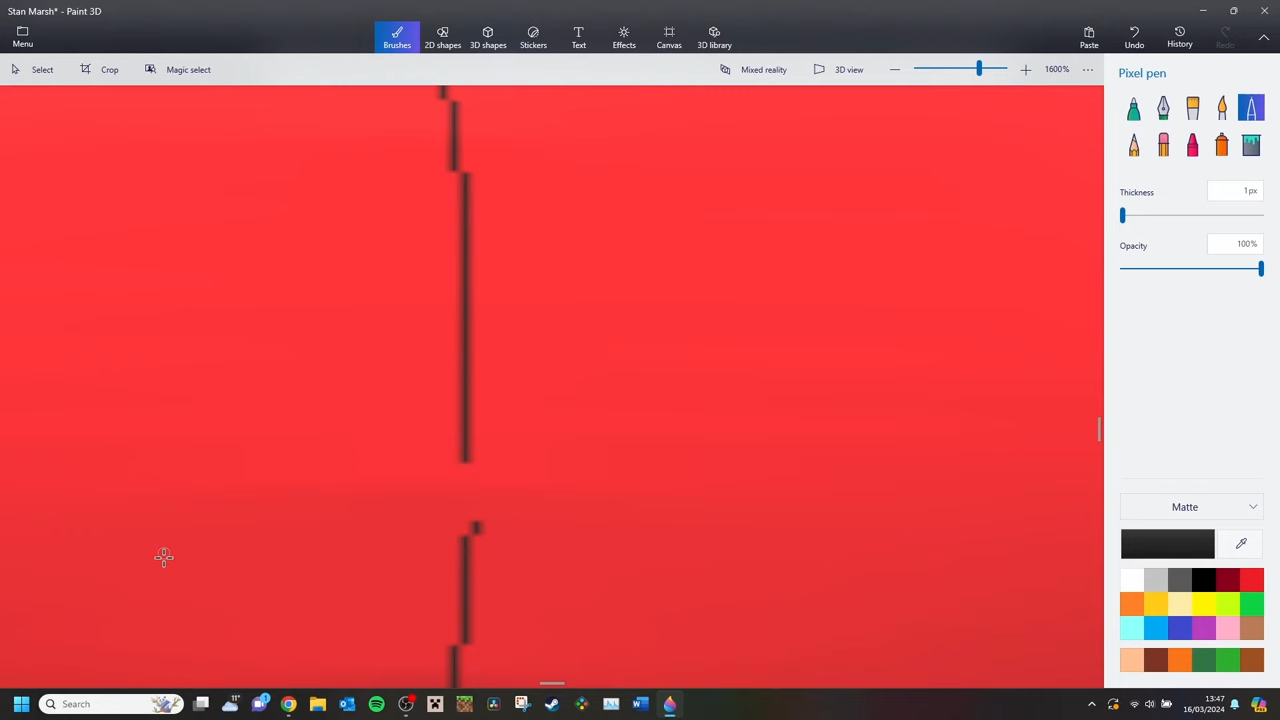 Stan Marsh* - Paint 3D
Menu
Brushes
2D shapes
3D shapes
Stickers
Text
Effects
Canvas
3D library
Paste
Undo
History
Redo
Select
Crop
Magic select
Mixed reality
3D view
1600%
Pixel pen
Thickness
1px
Opacity
100%
Matte
Search
11°
1
13:47
16/03/2024